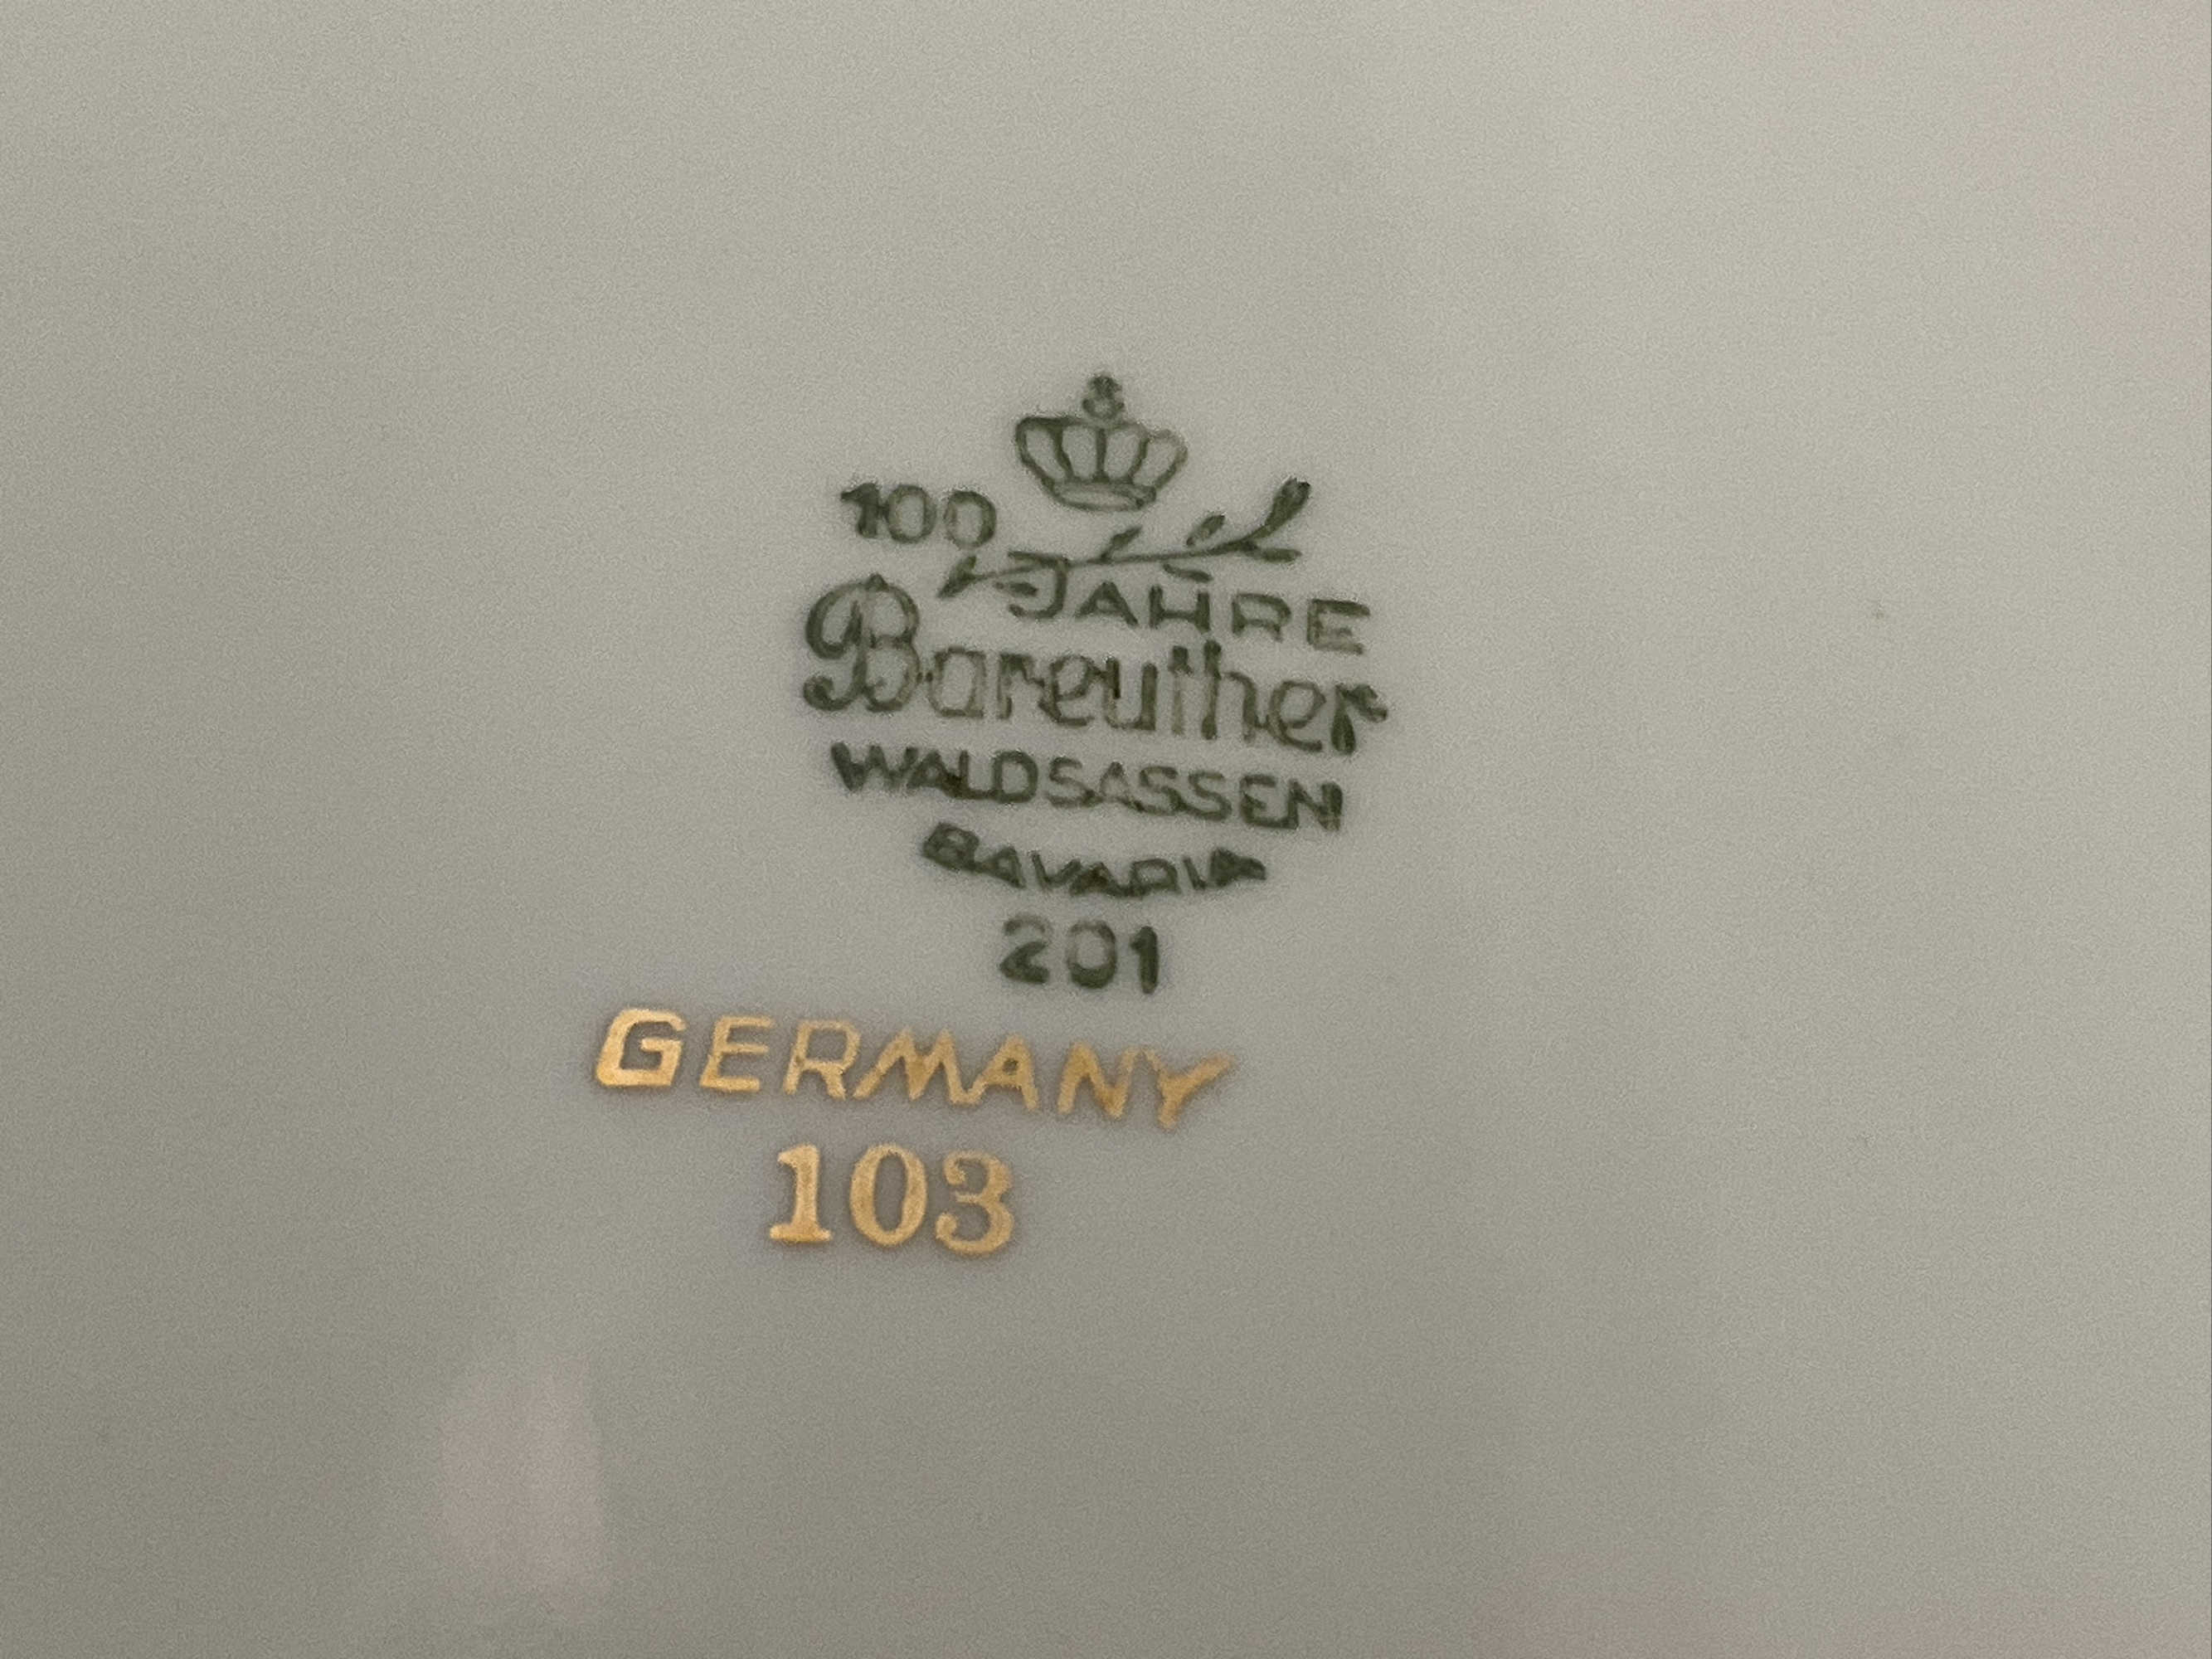 100
JAHRE
Bareuther
WALDSASSEN
BAVARIA
201
GERMANY
103